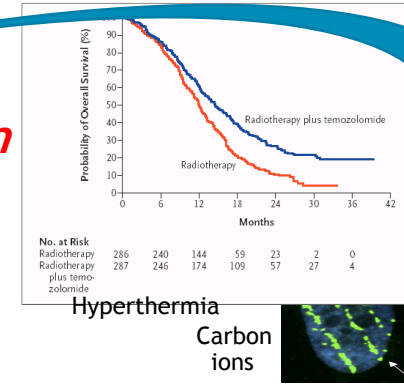 100
90
80
70
60
50
40
30
20
10
0
Probability of Overall Survival (%)
Radiotherapy plus temozolomide
Radiotherapy
0 6 12 18 24 30 36 42
Months
No. at Risk
Radiotherapy 286 240 144 59 23 2 0
Radiotherapy 287 246 174 109 57 27 4
plus temo-
zolomide
n
Hyperthermia
Carbon
ions